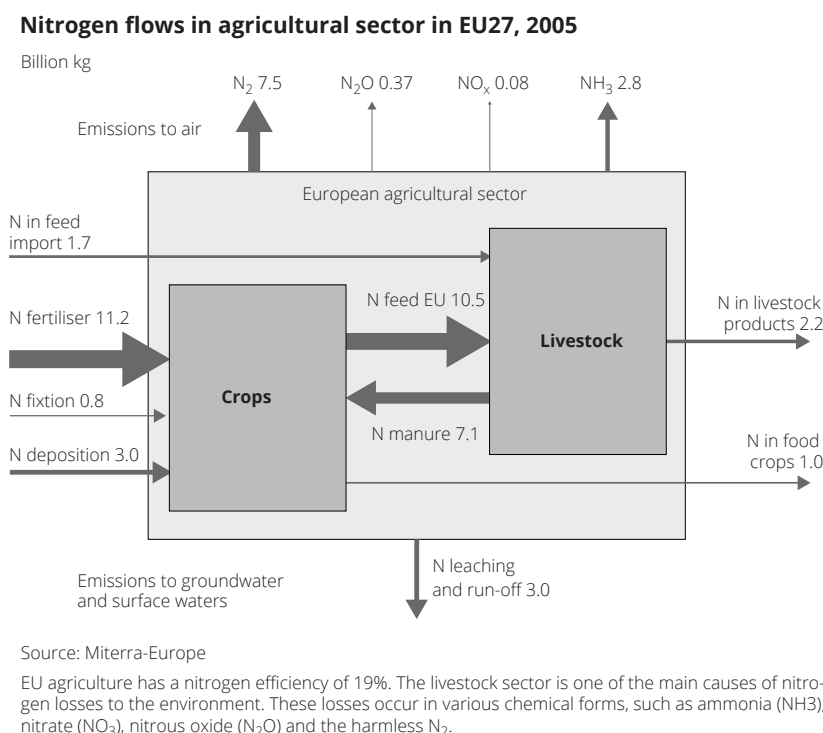 Nitrogen flows in agricultural sector in EU27, 2005
Billion kg
N₂ 7.5
N₂O 0.37
NOₓ 0.08
NH₃ 2.8
Emissions to air
European agricultural sector
N in feed
import 1.7
N fertiliser 11.2
N feed EU 10.5
N in livestock
products 2.2
Livestock
Crops
N fixtion 0.8
N manure 7.1
N deposition 3.0
N in food
crops 1.0
N leaching
and run-off 3.0
Emissions to groundwater
and surface waters
Source: Miterra-Europe
EU agriculture has a nitrogen efficiency of 19%. The livestock sector is one of the main causes of nitro-
gen losses to the environment. These losses occur in various chemical forms, such as ammonia (NH3),
nitrate (NO₃), nitrous oxide (N₂O) and the harmless N₂.